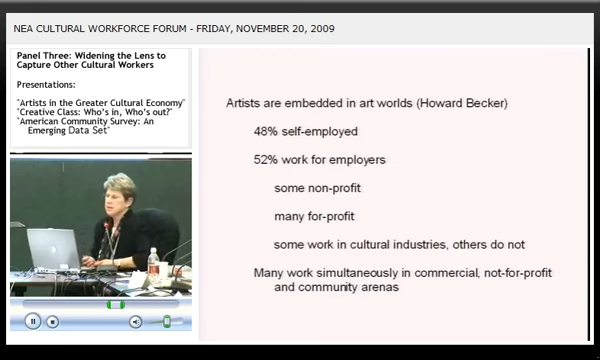 NEA CULTURAL WORKFORCE FORUM - FRIDAY, NOVEMBER 20, 2009
Panel Three: Widening the Lens to
Capture Other Cultural Workers
Presentations:
"Artists in the Greater Cultural Economy"
"Creative Class: Who's in, Who's out?"
"American Community Survey: An
Emerging Data Set"
Artists are embedded in art worlds (Howard Becker)
48% self-employed
52% work for employers
some non-profit
many for-profit
some work in cultural industries, others do not
Many work simultaneously in commercial, not-for-profit
and community arenas